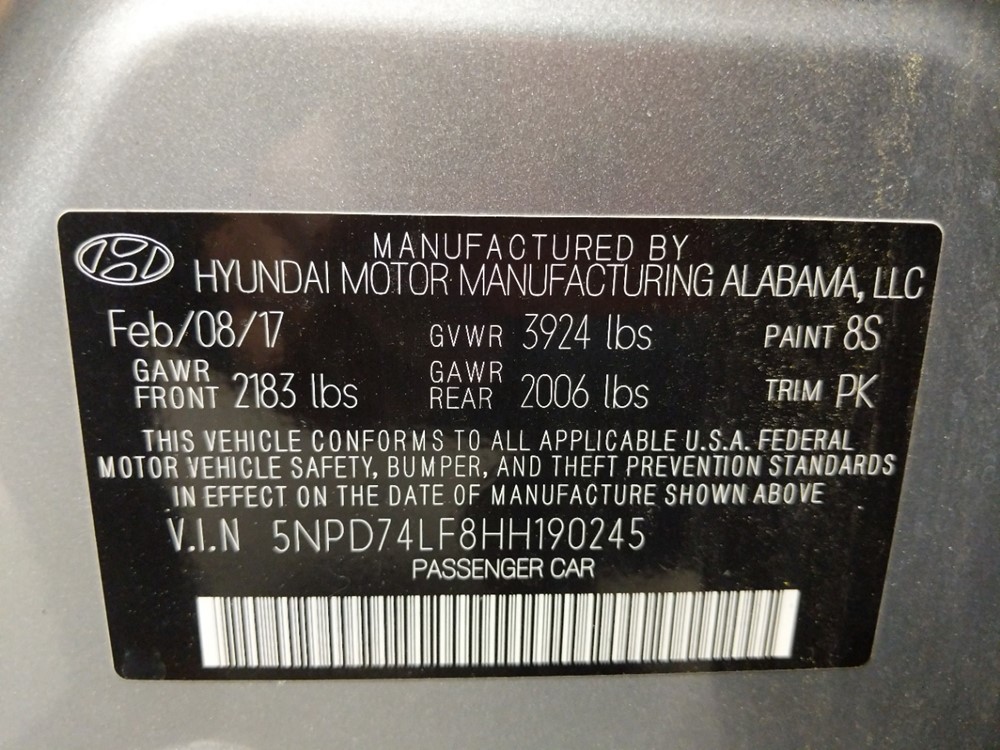 MANUFACTURED BY
HYUNDAI MOTOR MANUFACTURING ALABAMA, LLC
Feb/08/17 GVWR 3924 lbs PAINT 8S
GAWR FRONT 2183 lbs GAWR REAR 2006 lbs TRIM PK
THIS VEHICLE CONFORMS TO ALL APPLICABLE U.S.A. FEDERAL
MOTOR VEHICLE SAFETY, BUMPER, AND THEFT PREVENTION STANDARDS
IN EFFECT ON THE DATE OF MANUFACTURE SHOWN ABOVE
V.I.N 5NPD74LF8HH190245
PASSENGER CAR